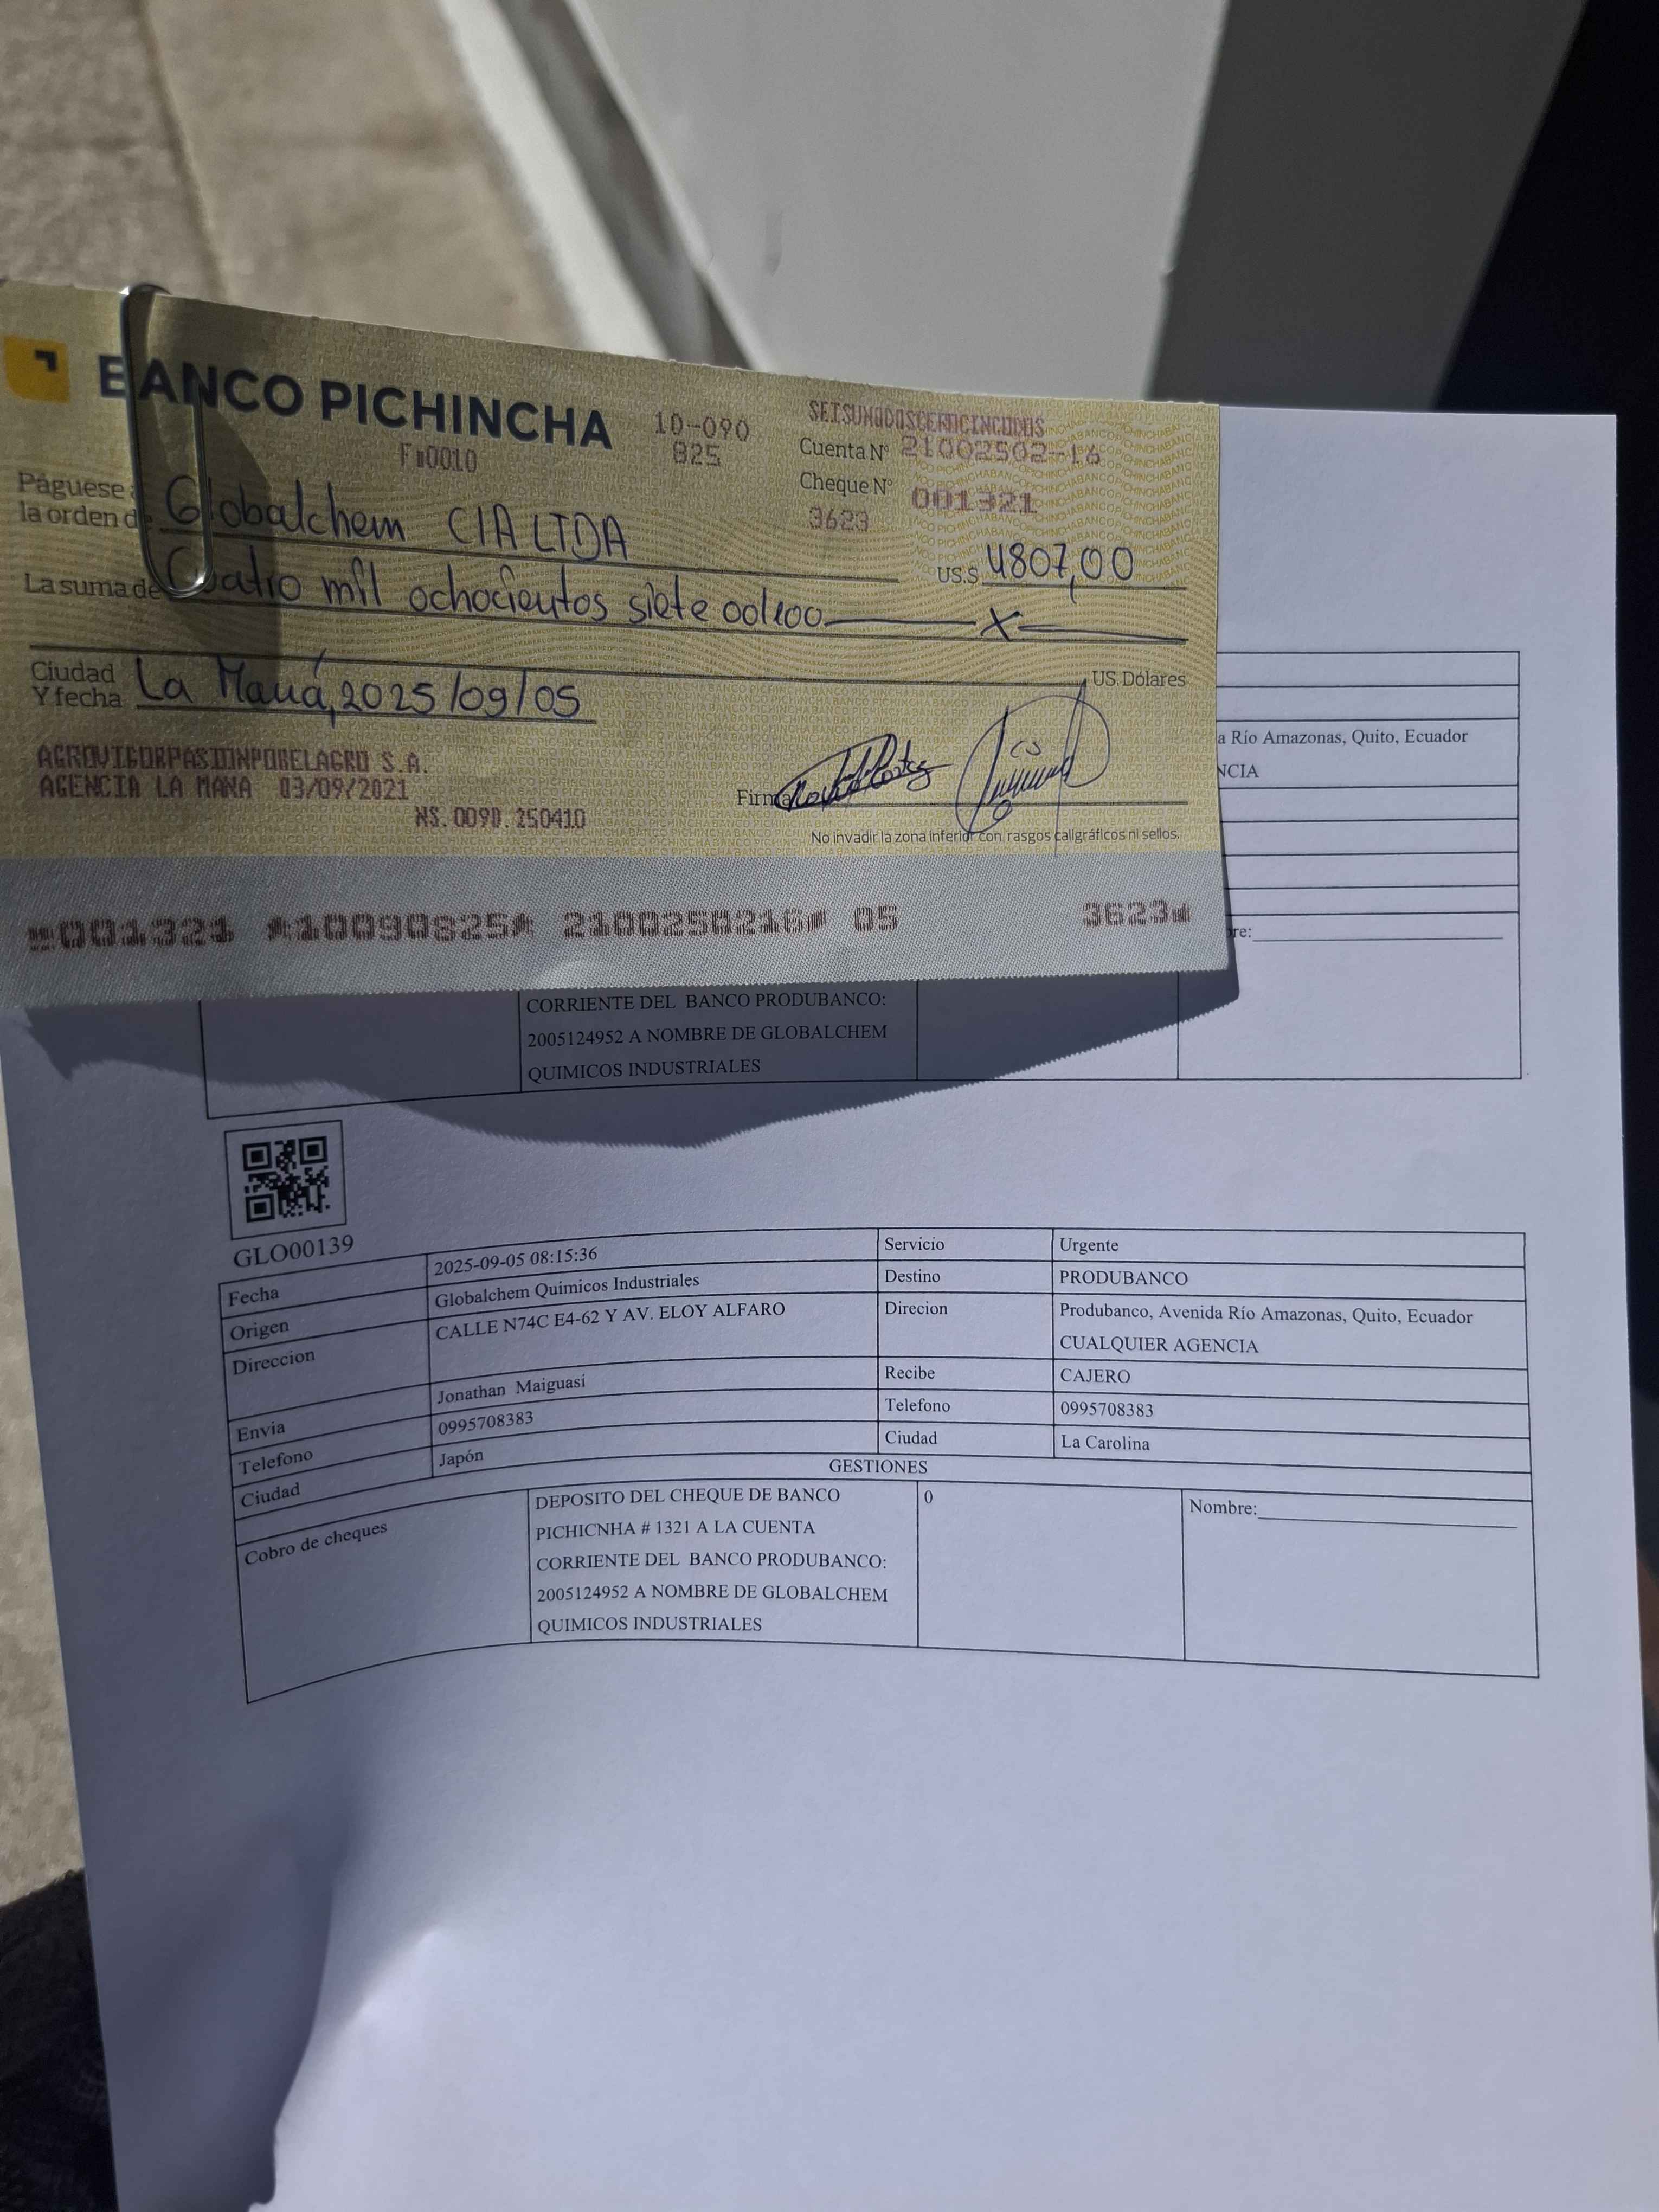 BANCO PICHINCHA
10-090
825
F 0010
Cuenta Nº 21002502-16
Cheque Nº 001321
3623
Páguese a
la orden de Globalchem CIA LTDA
US.$ 4807,00
La suma de Cuatro mil ochocientos siete 00/100 ——— x ———
US. Dólares
Ciudad
Y fecha La Maná, 2025/09/05
AGROVIGORPASIONPORELAGRO S.A.
AGENCIA LA MANA 03/09/2021
NS.0090.250410
Firma
No invadir la zona inferior con rasgos caligráficos ni sellos.
001321 10090825 2100250216 05 3623
a Río Amazonas, Quito, Ecuador
NCIA
re:
CORRIENTE DEL BANCO PRODUBANCO:
2005124952 A NOMBRE DE GLOBALCHEM
QUIMICOS INDUSTRIALES
GLO00139
Fecha 2025-09-05 08:15:36 Servicio Urgente
Origen Globalchem Quimicos Industriales Destino PRODUBANCO
Direccion CALLE N74C E4-62 Y AV. ELOY ALFARO Direcion Produbanco, Avenida Río Amazonas, Quito, Ecuador
CUALQUIER AGENCIA
Envia Jonathan Maiguasi Recibe CAJERO
Telefono 0995708383 Telefono 0995708383
Ciudad Japón Ciudad La Carolina
GESTIONES
Cobro de cheques DEPOSITO DEL CHEQUE DE BANCO 0 Nombre:
PICHICNHA # 1321 A LA CUENTA
CORRIENTE DEL BANCO PRODUBANCO:
2005124952 A NOMBRE DE GLOBALCHEM
QUIMICOS INDUSTRIALES